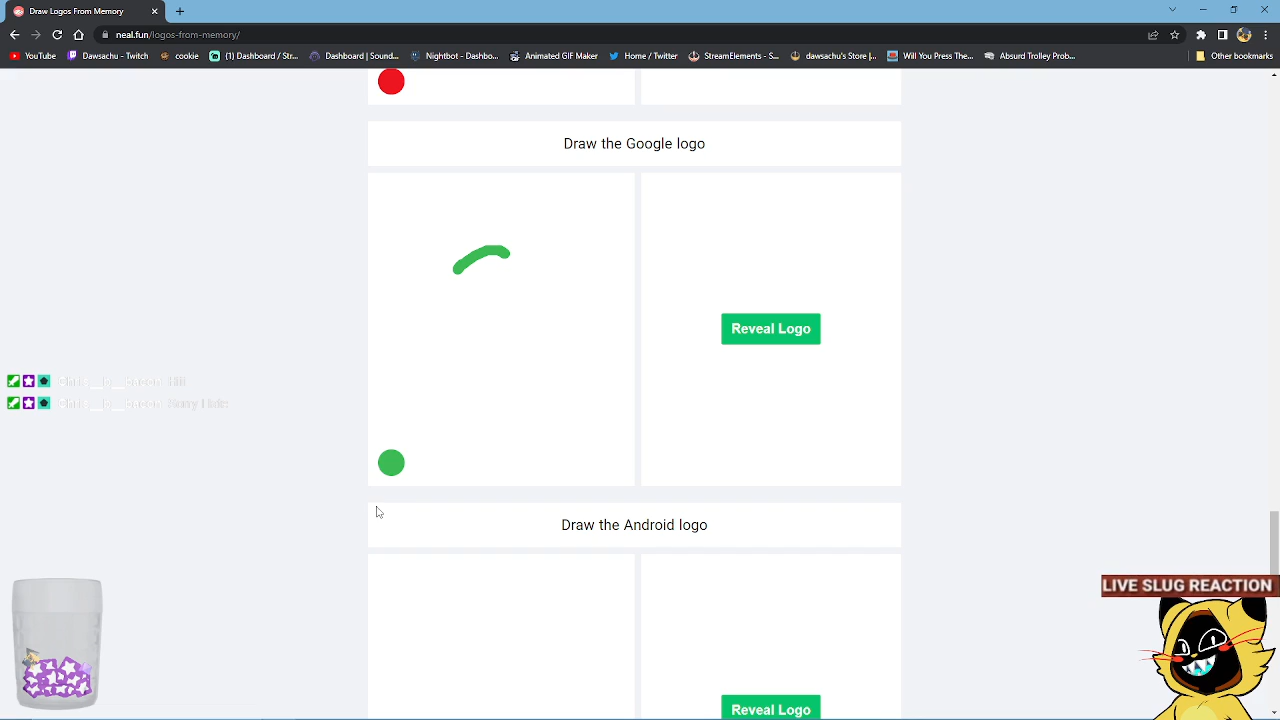 Draw Logos From Memory
neal.fun/logos-from-memory/
YouTube Dawsachu - Twitch cookie (1) Dashboard / Str... Dashboard | Sound... Nightbot - Dashbo... Animated GIF Maker Home / Twitter StreamElements - S... dawsachu's Store |... Will You Press The... Absurd Trolley Prob... Other bookmarks
Draw the Google logo
Reveal Logo
Draw the Android logo
LIVE SLUG REACTION
Reveal Logo